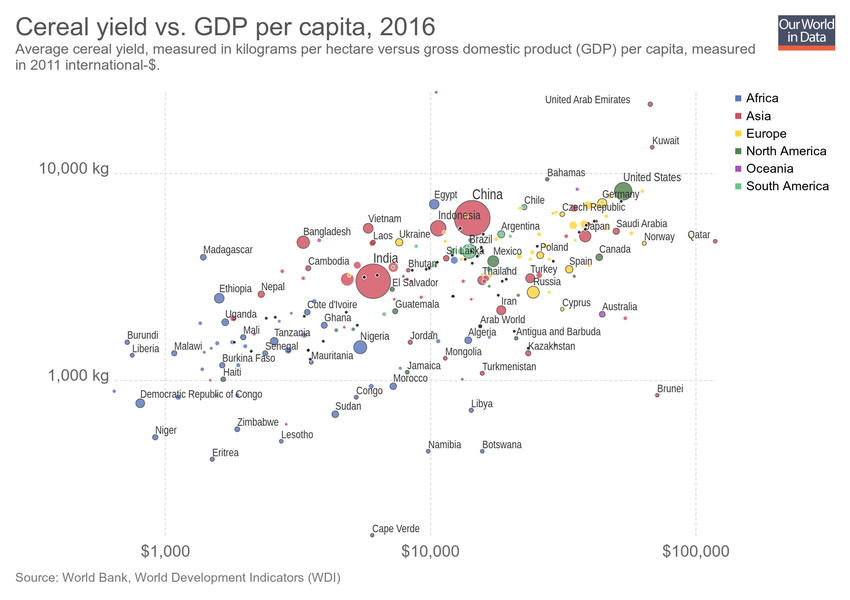 Cereal yield vs. GDP per capita, 2016
Average cereal yield, measured in kilograms per hectare versus gross domestic product (GDP) per capita, measured
in 2011 international-$.
Our World
in Data
Africa
Asia
Europe
North America
Oceania
South America
10,000 kg
1,000 kg
United Arab Emirates
Kuwait
Bahamas
United States
Germany
China
Egypt
Chile
Czech Republic
Indonesia
Vietnam
Bangladesh
Laos
Ukraine
Argentina
Japan
Saudi Arabia
Qatar
Norway
Brazil
Madagascar
Sri Lanka
Mexico
Poland
Canada
India
Cambodia
Bhutan
Thailand
Turkey
Spain
El Salvador
Russia
Ethiopia
Nepal
Cote d'Ivoire
Guatemala
Iran
Cyprus
Australia
Uganda
Ghana
Arab World
Burundi
Mali
Tanzania
Nigeria
Jordan
Algeria
Antigua and Barbuda
Liberia
Malawi
Senegal
Mauritania
Mongolia
Kazakhstan
Burkina Faso
Haiti
Jamaica
Turkmenistan
Morocco
Democratic Republic of Congo
Congo
Brunei
Sudan
Libya
Zimbabwe
Niger
Lesotho
Namibia
Botswana
Eritrea
Cape Verde
$1,000
$10,000
$100,000
Source: World Bank, World Development Indicators (WDI)